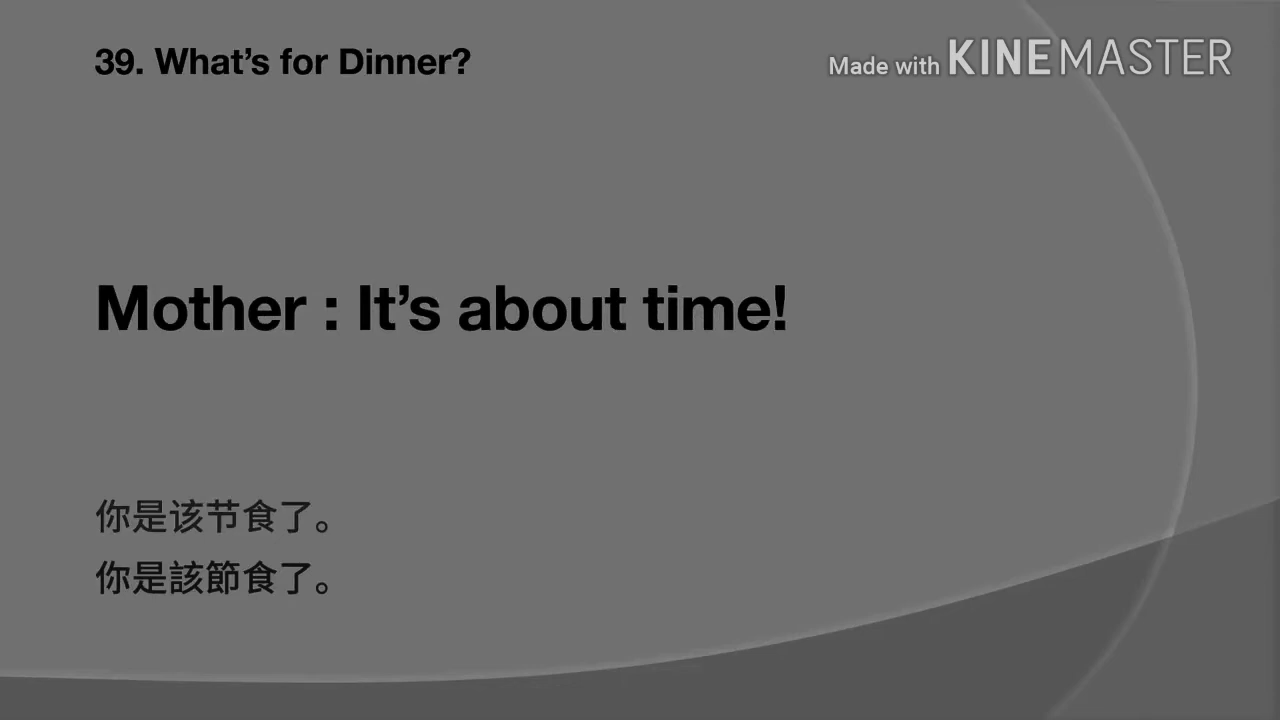 39. What’s for Dinner?
Made with KINEMASTER
Mother : It’s about time!
你是该节食了。
你是該節食了。